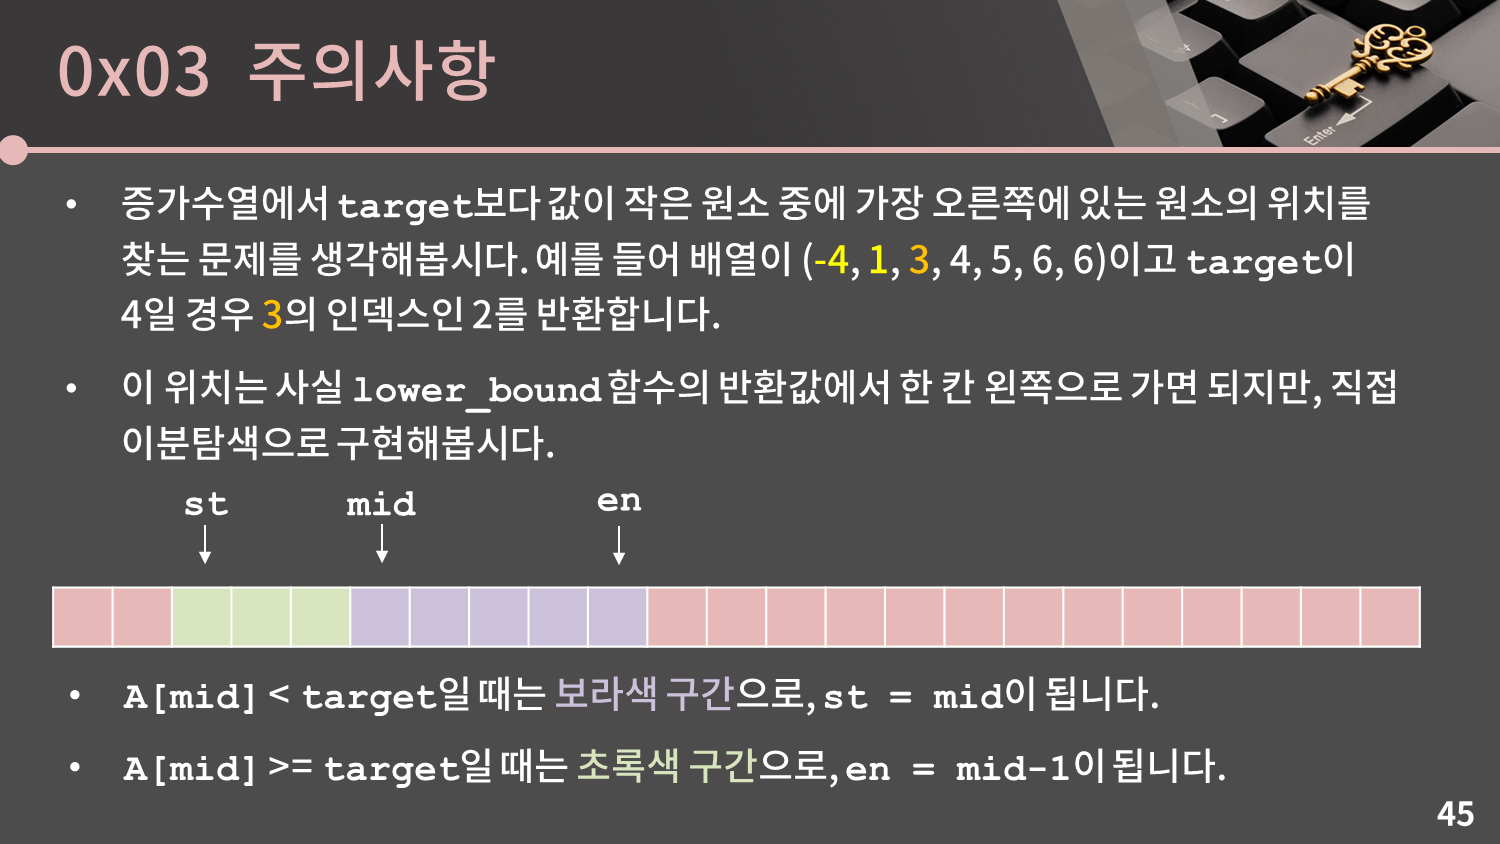 0x03 주의사항
• 증가수열에서 target보다 값이 작은 원소 중에 가장 오른쪽에 있는 원소의 위치를
찾는 문제를 생각해봅시다. 예를 들어 배열이 (-4, 1, 3, 4, 5, 6, 6)이고 target이
4일 경우 3의 인덱스인 2를 반환합니다.
• 이 위치는 사실 lower_bound 함수의 반환값에서 한 칸 왼쪽으로 가면 되지만, 직접
이분탐색으로 구현해봅시다.
st mid en
• A[mid] < target일 때는 보라색 구간으로, st = mid이 됩니다.
• A[mid] >= target일 때는 초록색 구간으로, en = mid-1이 됩니다.
45
Enter